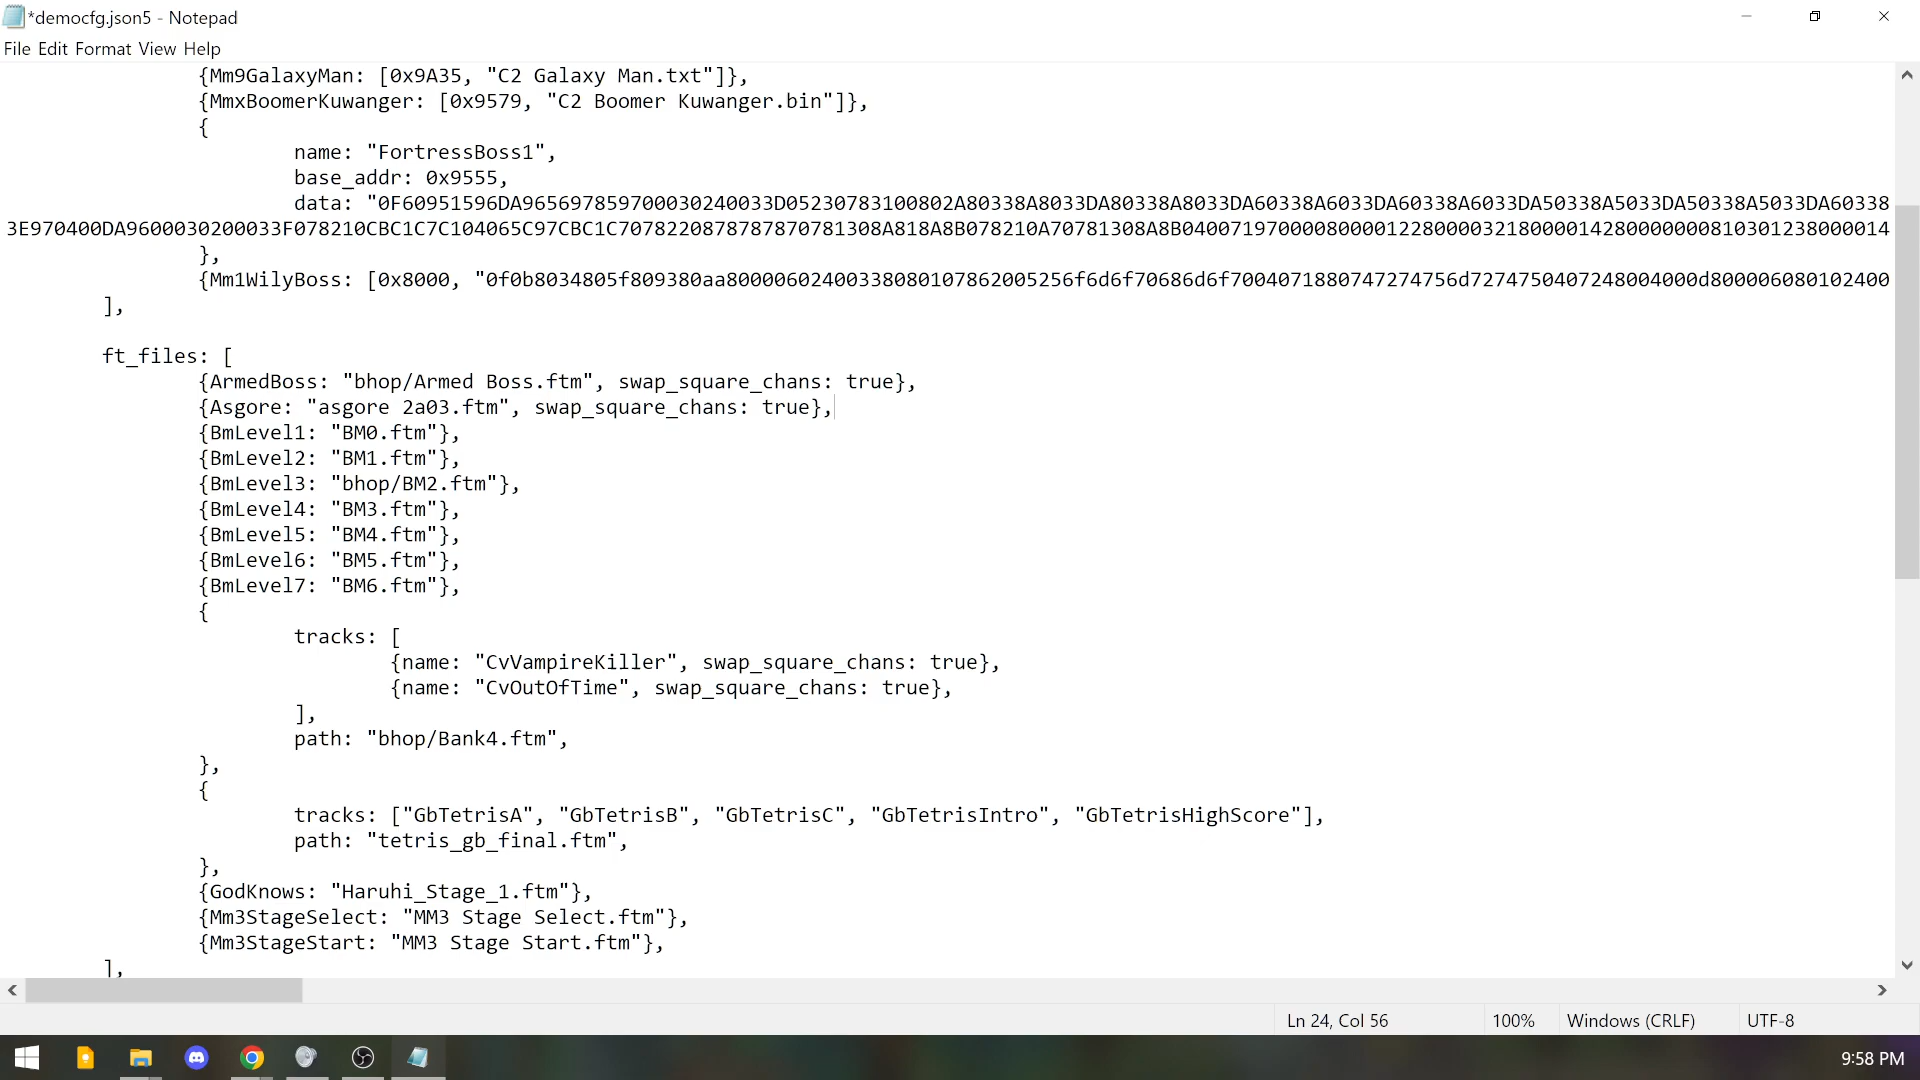 *democfg.json5 - Notepad
File Edit Format View Help
{Mm9GalaxyMan: [0x9A35, "C2 Galaxy Man.txt"]},
{MmxBoomerKuwanger: [0x9579, "C2 Boomer Kuwanger.bin"]},
{
name: "FortressBoss1",
base_addr: 0x9555,
data: "0F60951596DA965697859700030240033D05230783100802A80338A8033DA80338A8033DA60338A6033DA60338A6033DA50338A5033DA50338A5033DA60338
3E970400DA9600030200033F078210CBC1C7C104065C97CBC1C7078220878787870781308A818A8B078210A70781308A8B04007197000080000122800003218000014280000000810301238000014
},
{Mm1WilyBoss: [0x8000, "0f0b8034805f809380aa80000602400338080107862005256f6d6f70686d6f7004071880747274756d7274750407248004000d800006080102400
],
ft_files: [
{ArmedBoss: "bhop/Armed Boss.ftm", swap_square_chans: true},
{Asgore: "asgore 2a03.ftm", swap_square_chans: true},
{BmLevel1: "BM0.ftm"},
{BmLevel2: "BM1.ftm"},
{BmLevel3: "bhop/BM2.ftm"},
{BmLevel4: "BM3.ftm"},
{BmLevel5: "BM4.ftm"},
{BmLevel6: "BM5.ftm"},
{BmLevel7: "BM6.ftm"},
{
tracks: [
{name: "CvVampireKiller", swap_square_chans: true},
{name: "CvOutOfTime", swap_square_chans: true},
],
path: "bhop/Bank4.ftm",
},
{
tracks: ["GbTetrisA", "GbTetrisB", "GbTetrisC", "GbTetrisIntro", "GbTetrisHighScore"],
path: "tetris_gb_final.ftm",
},
{GodKnows: "Haruhi_Stage_1.ftm"},
{Mm3StageSelect: "MM3 Stage Select.ftm"},
{Mm3StageStart: "MM3 Stage Start.ftm"},
],
Ln 24, Col 56
100%
Windows (CRLF)
UTF-8
9:58 PM